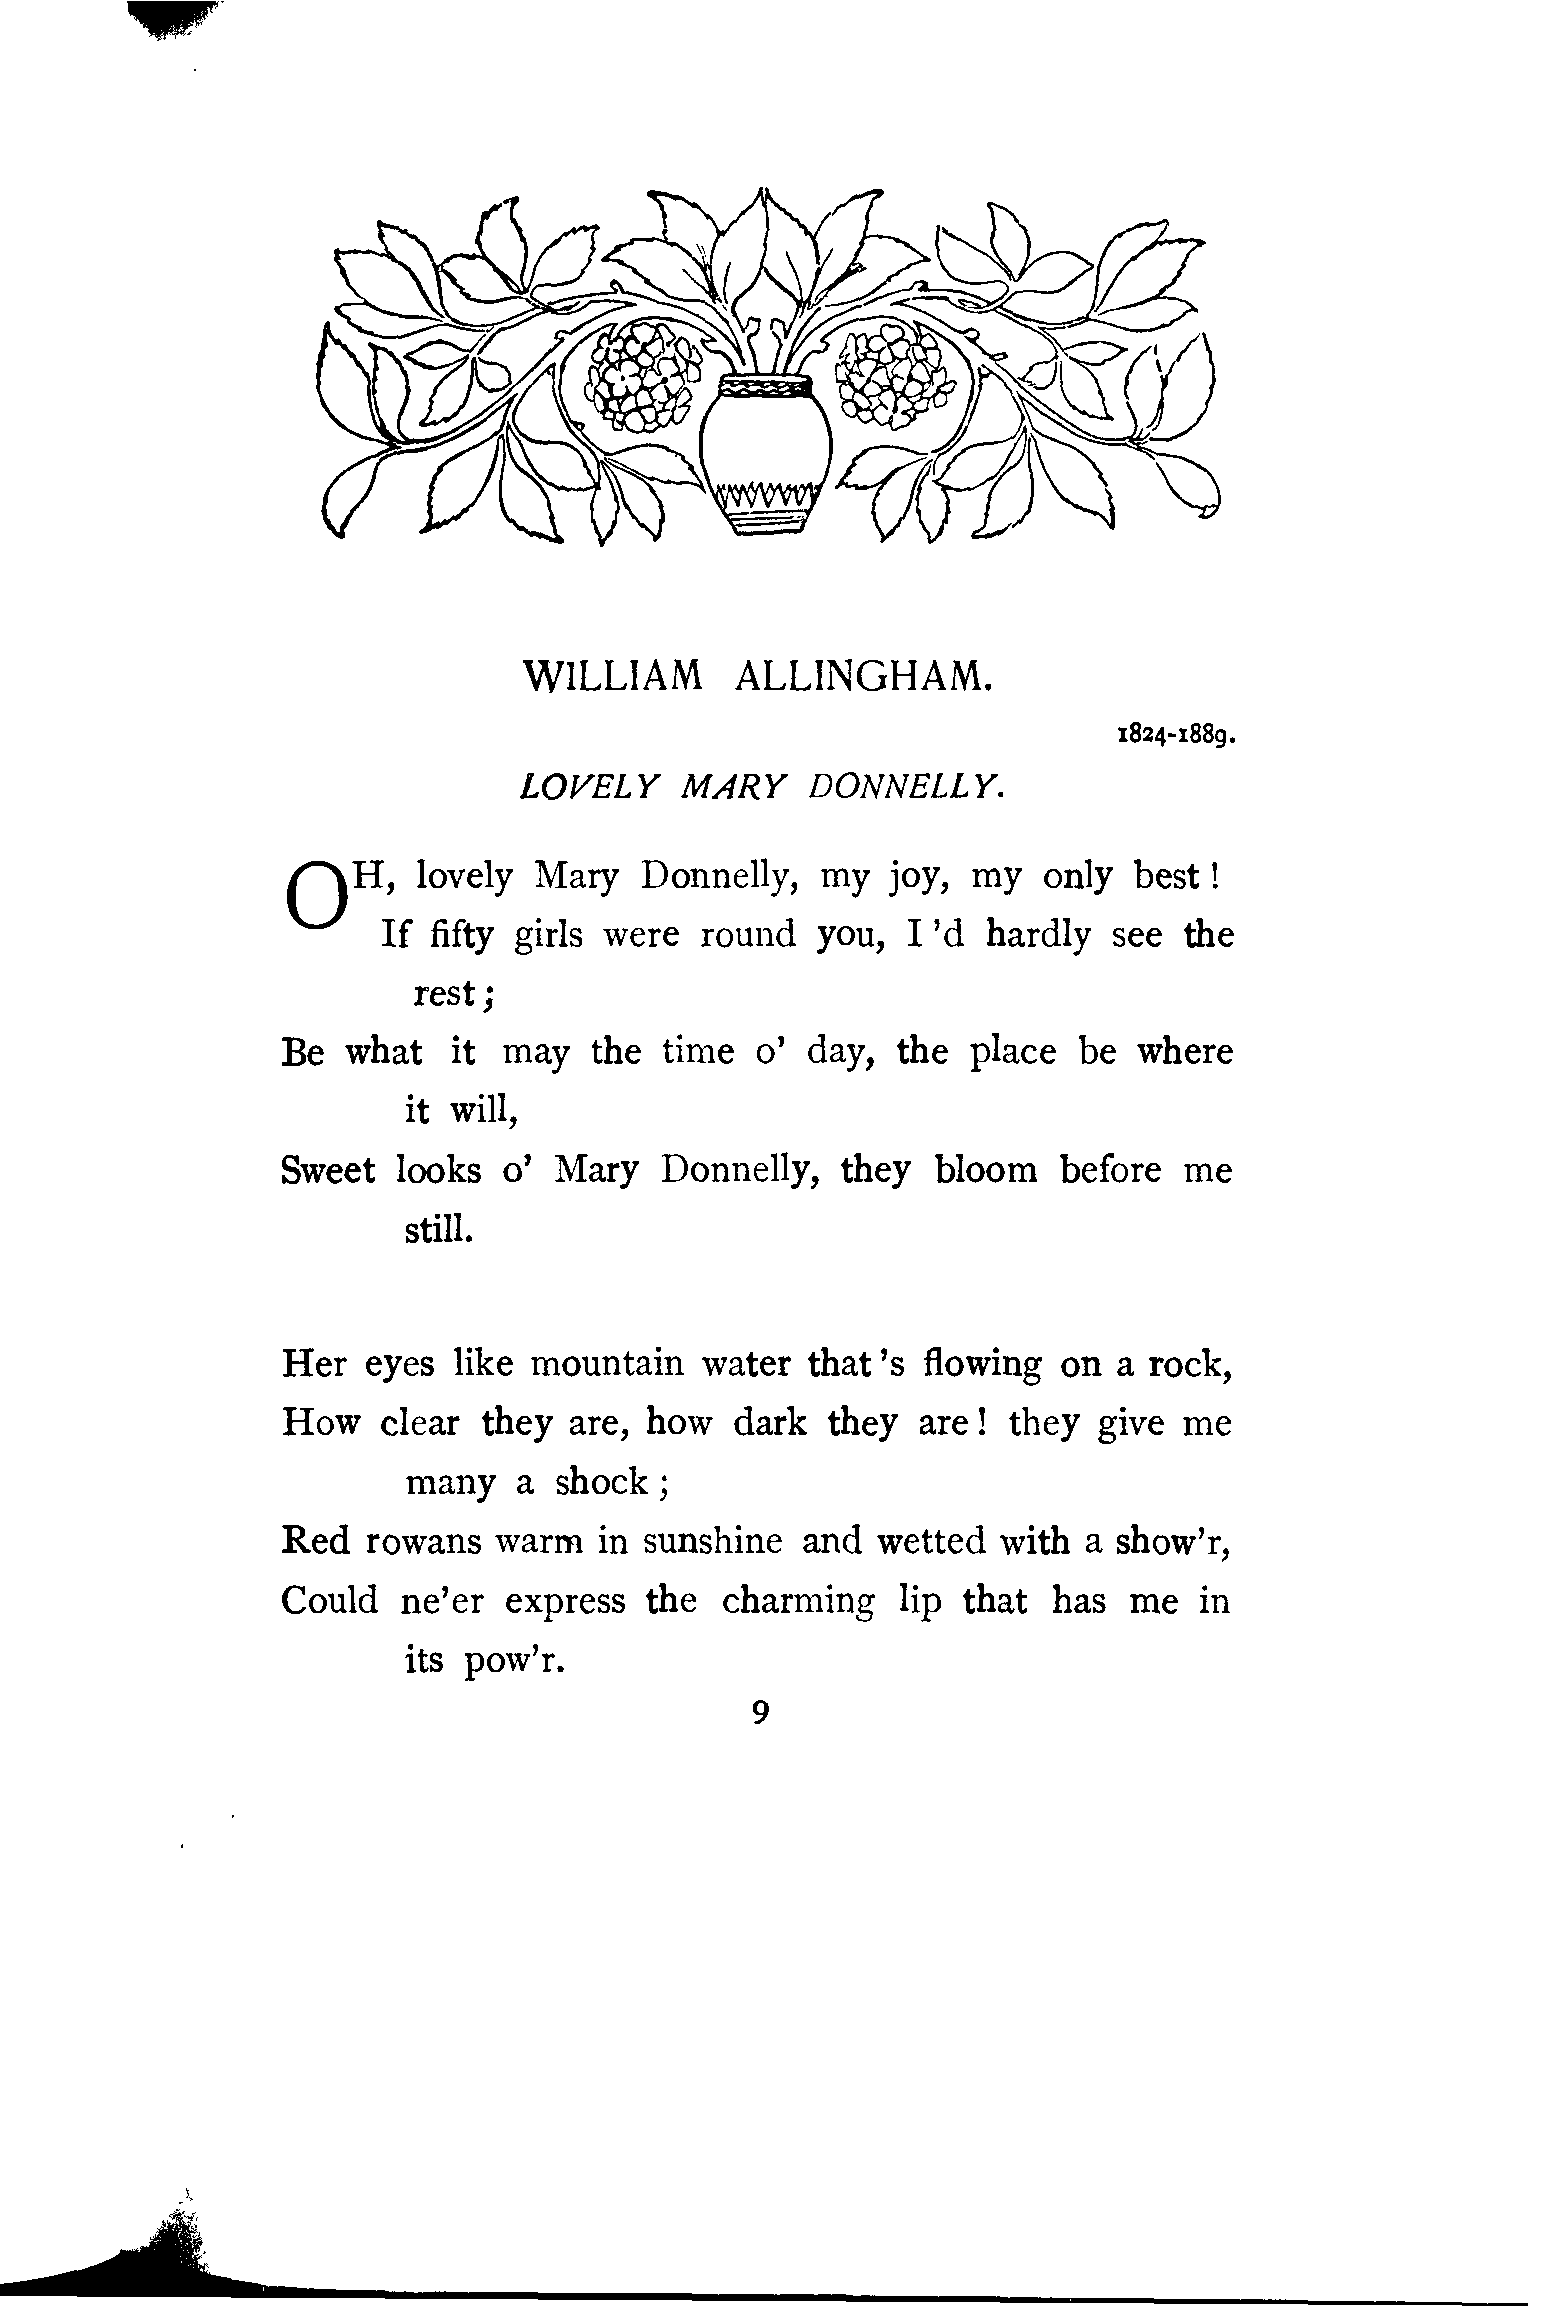 WILLIAM ALLINGHAM.
1824-1889.
LOVELY MARY DONNELLY.
OH, lovely Mary Donnelly, my joy, my only best!
If fifty girls were round you, I'd hardly see the
rest;
Be what it may the time o' day, the place be where
it will,
Sweet looks o' Mary Donnelly, they bloom before me
still.
Her eyes like mountain water that's flowing on a rock,
How clear they are, how dark they are! they give me
many a shock;
Red rowans warm in sunshine and wetted with a show'r,
Could ne'er express the charming lip that has me in
its pow'r.
9